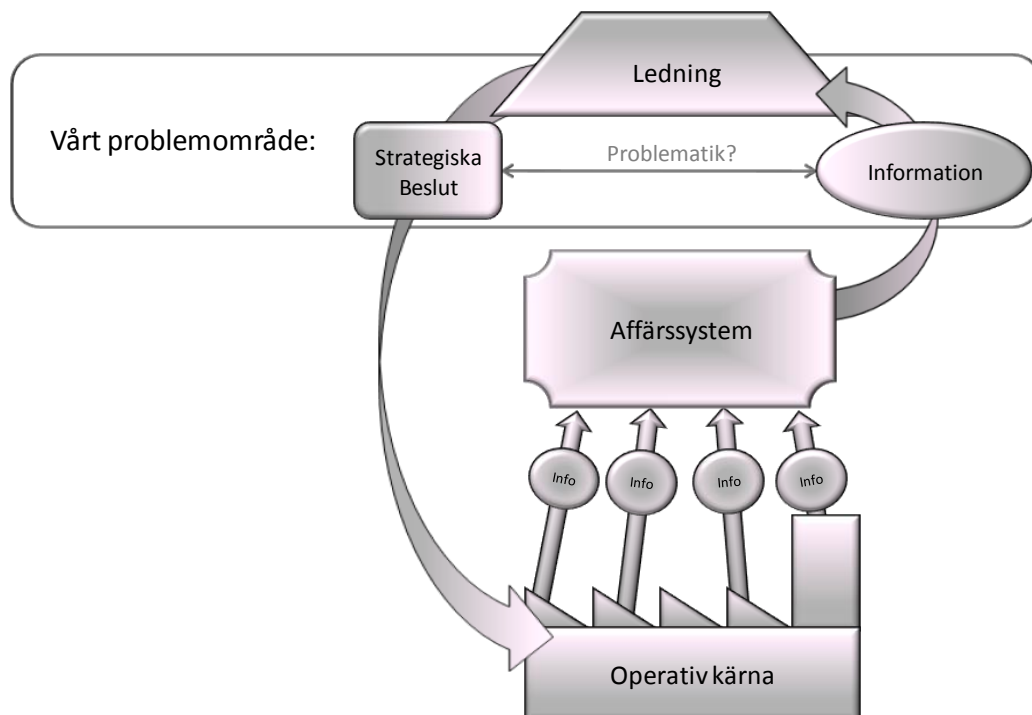 Ledning
Vårt problemområde:
Strategiska
Beslut
Problematik?
Information
Affärssystem
Info
Info
Info
Info
Operativ kärna